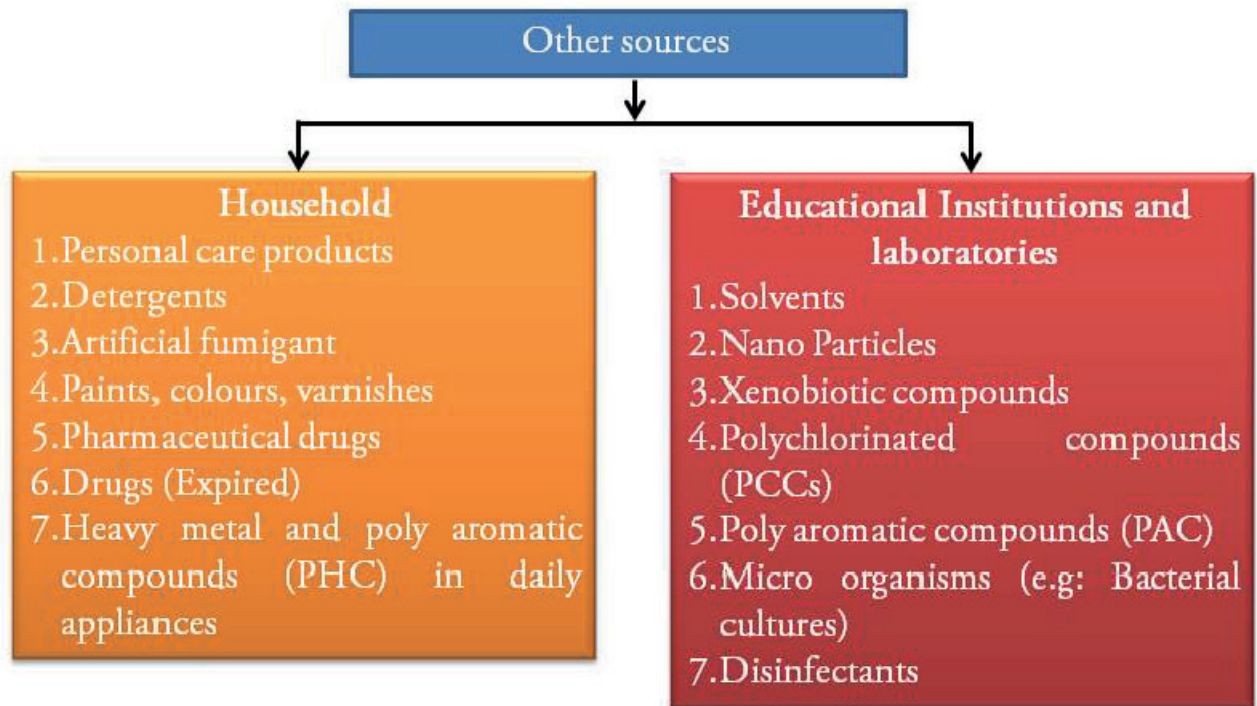 Other sources
Household
1.Personal care products
2.Detergents
3.Artificial fumigant
4.Paints, colours, varnishes
5.Pharmaceutical drugs
6.Drugs (Expired)
7.Heavy metal and poly aromatic
compounds (PHC) in daily
appliances
Educational Institutions and
laboratories
1.Solvents
2.Nano Particles
3.Xenobiotic compounds
4.Polychlorinated compounds
(PCCs)
5.Poly aromatic compounds (PAC)
6.Micro organisms (e.g: Bacterial
cultures)
7.Disinfectants